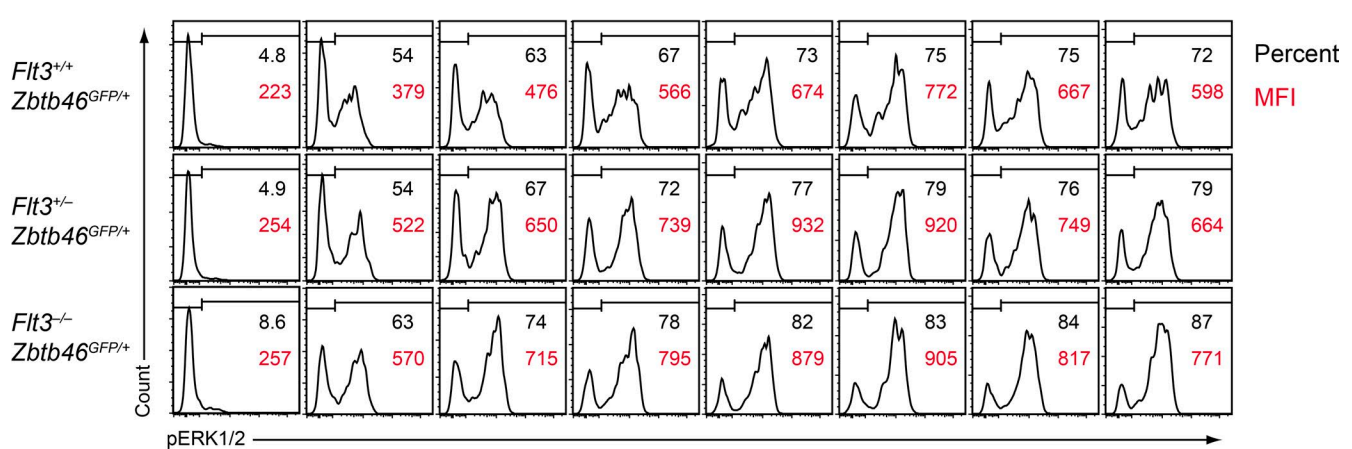 Flt3+/+
Zbtb46GFP/+
4.8 54 63 67 73 75 75 72
223 379 476 566 674 772 667 598
Percent
MFI
Flt3+/–
Zbtb46GFP/+
4.9 54 67 72 77 79 76 79
254 522 650 739 932 920 749 664
Flt3–/–
Zbtb46GFP/+
8.6 63 74 78 82 83 84 87
257 570 715 795 879 905 817 771
Count
pERK1/2